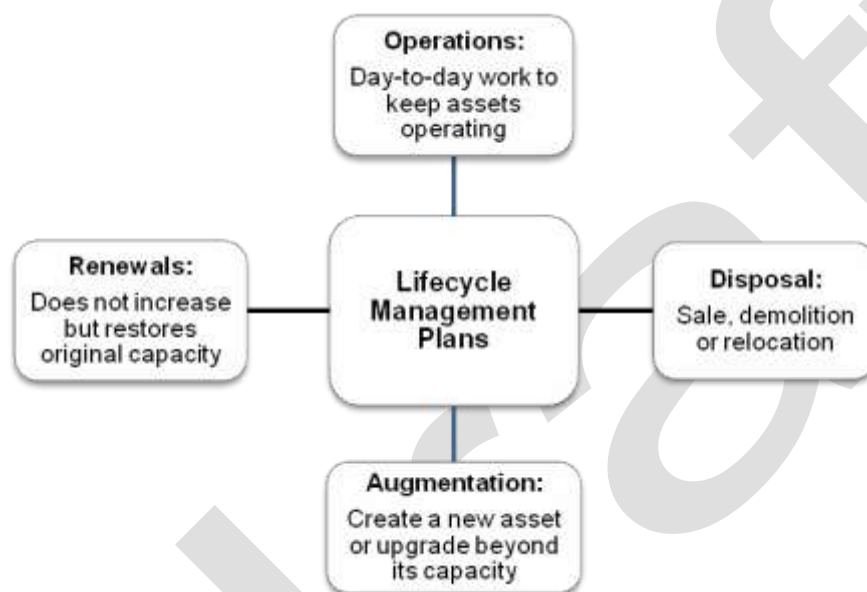 Operations:
Day-to-day work to
keep assets
operating
Renewals:
Does not increase
but restores
original capacity
Lifecycle
Management
Plans
Disposal:
Sale, demolition
or relocation
Augmentation:
Create a new asset
or upgrade beyond
its capacity